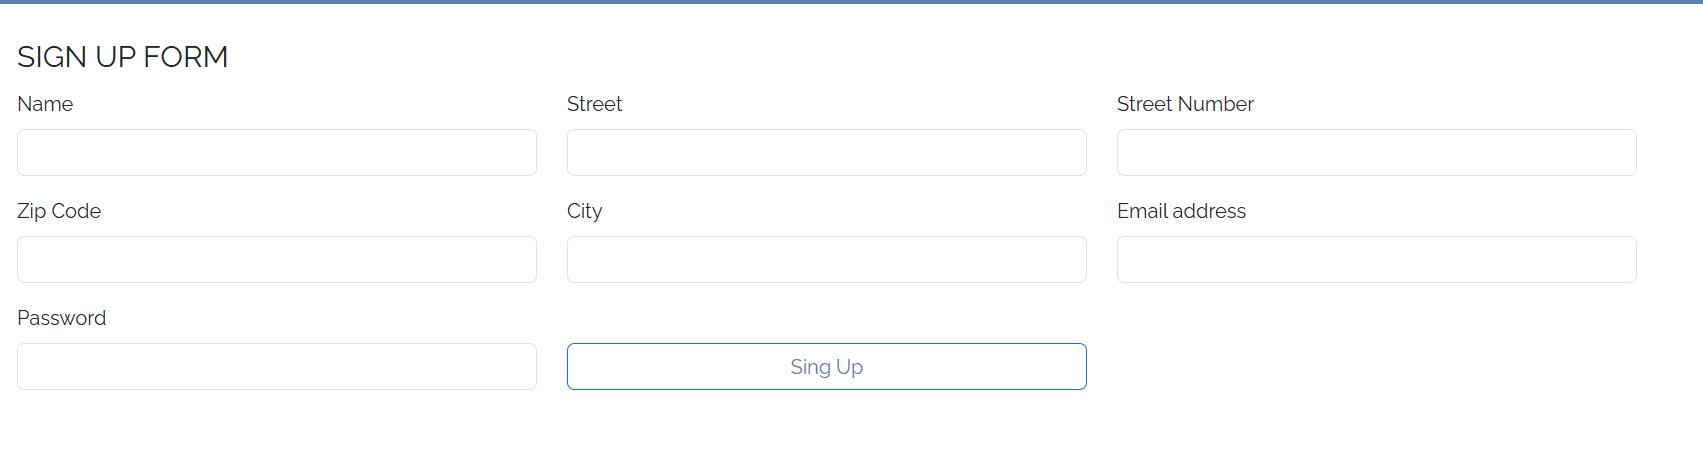 SIGN UP FORM
Name Street Street Number
Zip Code City Email address
Password
Sing Up